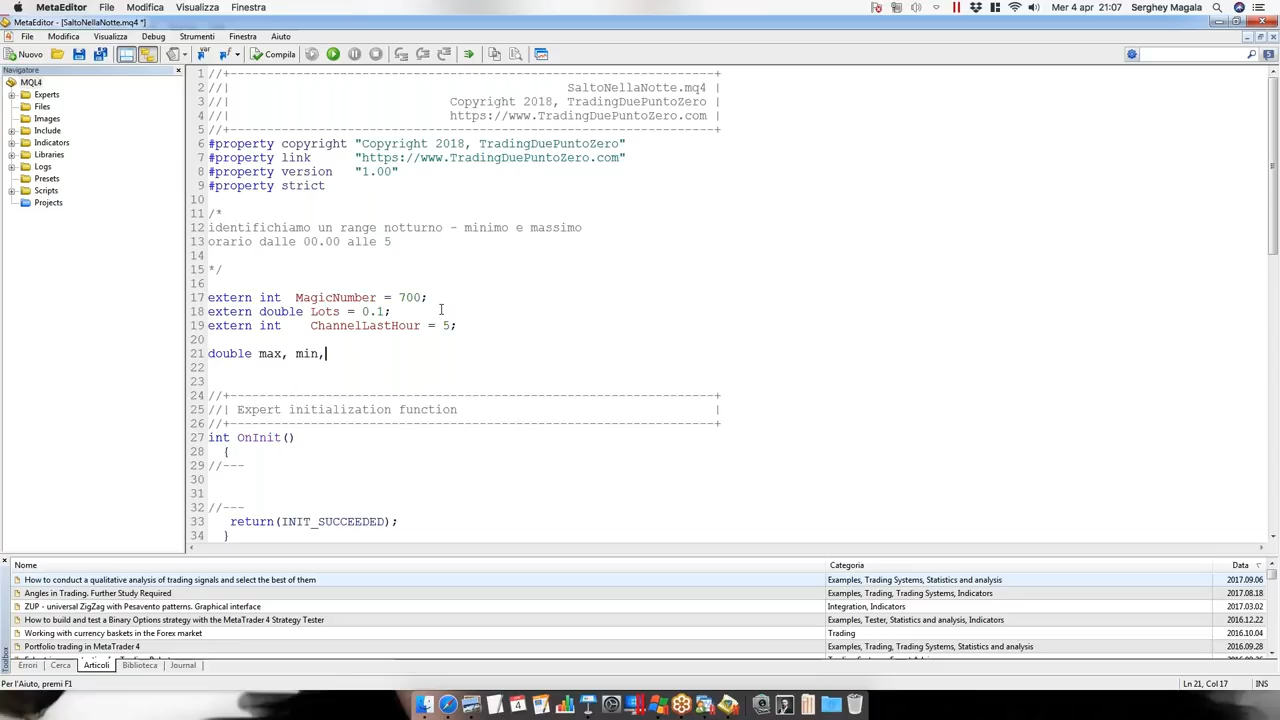 MetaEditor File Modifica Visualizza Finestra Mer 4 apr 21:07 Serghey Magala
MetaEditor - [SaltoNellaNotte.mq4 *]
File Modifica Visualizza Debug Strumenti Finestra Aiuto
Nuovo Compila
Navigatore
MQL4
Experts
Files
Images
Include
Indicators
Libraries
Logs
Presets
Scripts
Projects
1 //+------------------------------------------------------------------+
2 //| SaltoNellaNotte.mq4 |
3 //| Copyright 2018, TradingDuePuntoZero |
4 //| https://www.TradingDuePuntoZero.com |
5 //+------------------------------------------------------------------+
6 #property copyright "Copyright 2018, TradingDuePuntoZero"
7 #property link "https://www.TradingDuePuntoZero.com"
8 #property version "1.00"
9 #property strict
10
11 /*
12 identifichiamo un range notturno - minimo e massimo
13 orario dalle 00.00 alle 5
14
15 */
16
17 extern int MagicNumber = 700;
18 extern double Lots = 0.1;
19 extern int ChannelLastHour = 5;
20
21 double max, min,
22
23
24 //+------------------------------------------------------------------+
25 //| Expert initialization function |
26 //+------------------------------------------------------------------+
27 int OnInit()
28 {
29 //---
30
31
32 //---
33 return(INIT_SUCCEEDED);
34 }
Nome Categoria Data
How to conduct a qualitative analysis of trading signals and select the best of them Examples, Trading Systems, Statistics and analysis 2017.09.06
Angles in Trading. Further Study Required Examples, Trading, Trading Systems, Indicators 2017.08.18
ZUP - universal ZigZag with Pesavento patterns. Graphical interface Integration, Indicators 2017.03.02
How to build and test a Binary Options strategy with the MetaTrader 4 Strategy Tester Examples, Tester, Statistics and analysis, Indicators 2016.12.22
Working with currency baskets in the Forex market Trading 2016.10.04
Portfolio trading in MetaTrader 4 Examples, Trading, Trading Systems, Statistics and analysis 2016.09.28
Toolbox
Errori Cerca Articoli Biblioteca Journal
Per l'Aiuto, premi F1 Ln 21, Col 17 INS